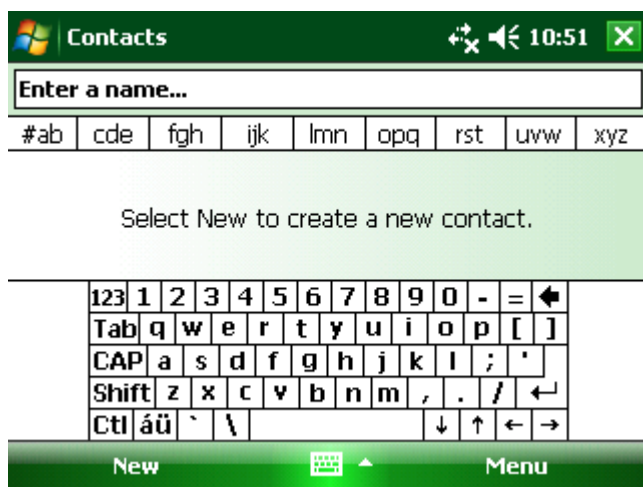 Contacts 10:51
Enter a name...
#ab cde fgh ijk lmn opq rst uvw xyz
Select New to create a new contact.
123 1 2 3 4 5 6 7 8 9 0 - = 🡸
Tab q w e r t y u i o p [ ]
CAP a s d f g h j k l ; '
Shift z x c v b n m , . / ↵
Ctl áü ` \ ↓ ↑ ← →
New Menu